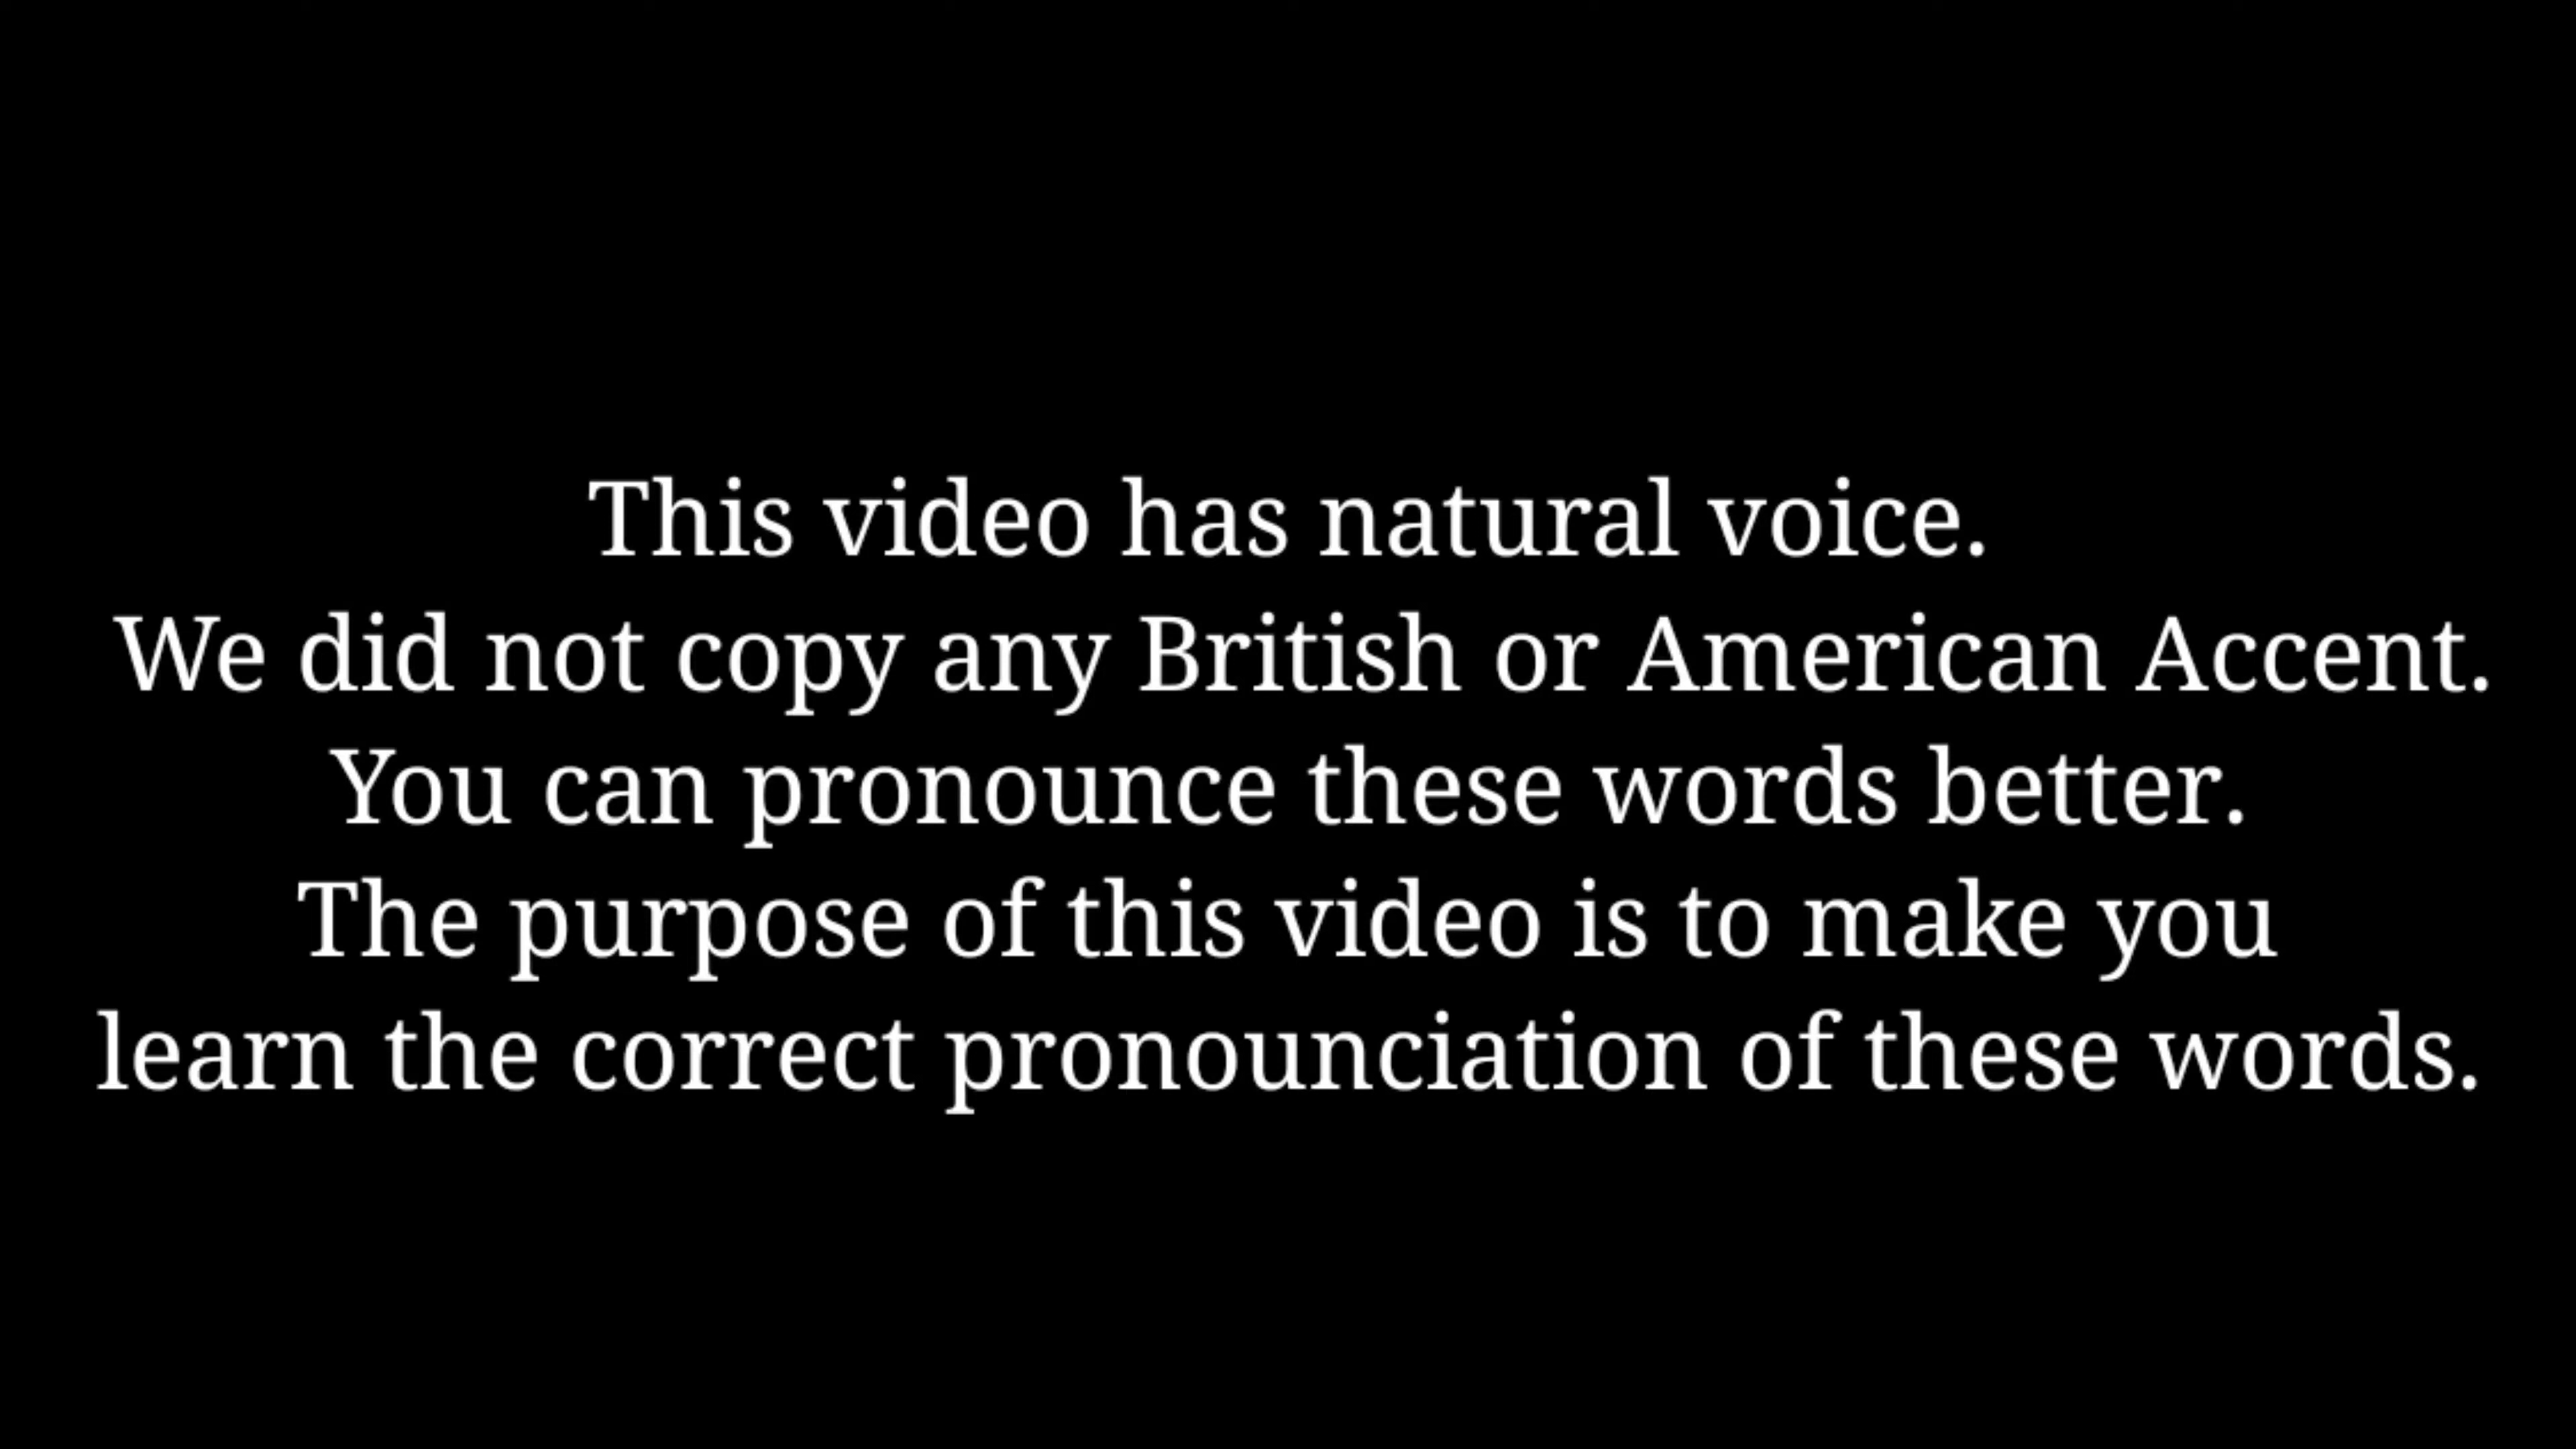 This video has natural voice.
We did not copy any British or American Accent.
You can pronounce these words better.
The purpose of this video is to make you
learn the correct pronounciation of these words.